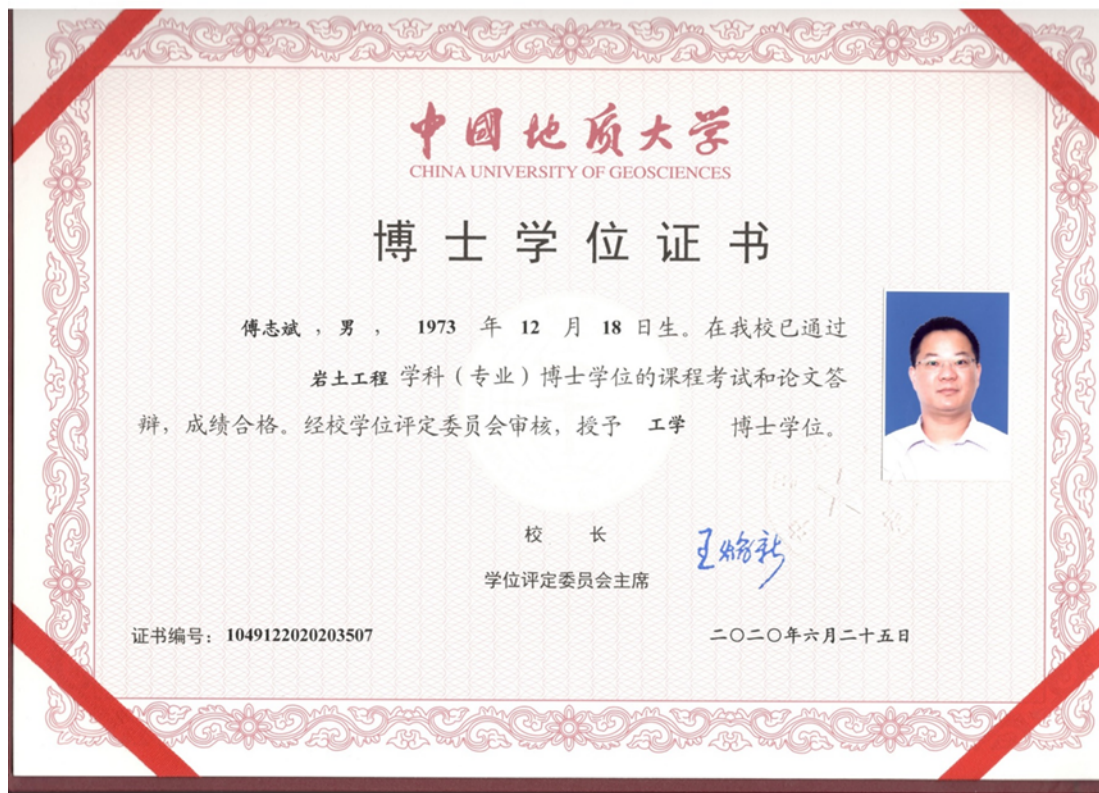 中國地质大学
CHINA UNIVERSITY OF GEOSCIENCES
博士学位证书
傅志斌 ，男 ， 1973 年 12 月 18 日生。在我校已通过
岩土工程 学科（专业）博士学位的课程考试和论文答
辩，成绩合格。经校学位评定委员会审核，授予 工学 博士学位。
校 长
王焰新
学位评定委员会主席
证书编号：1049122020203507
二〇二〇年六月二十五日